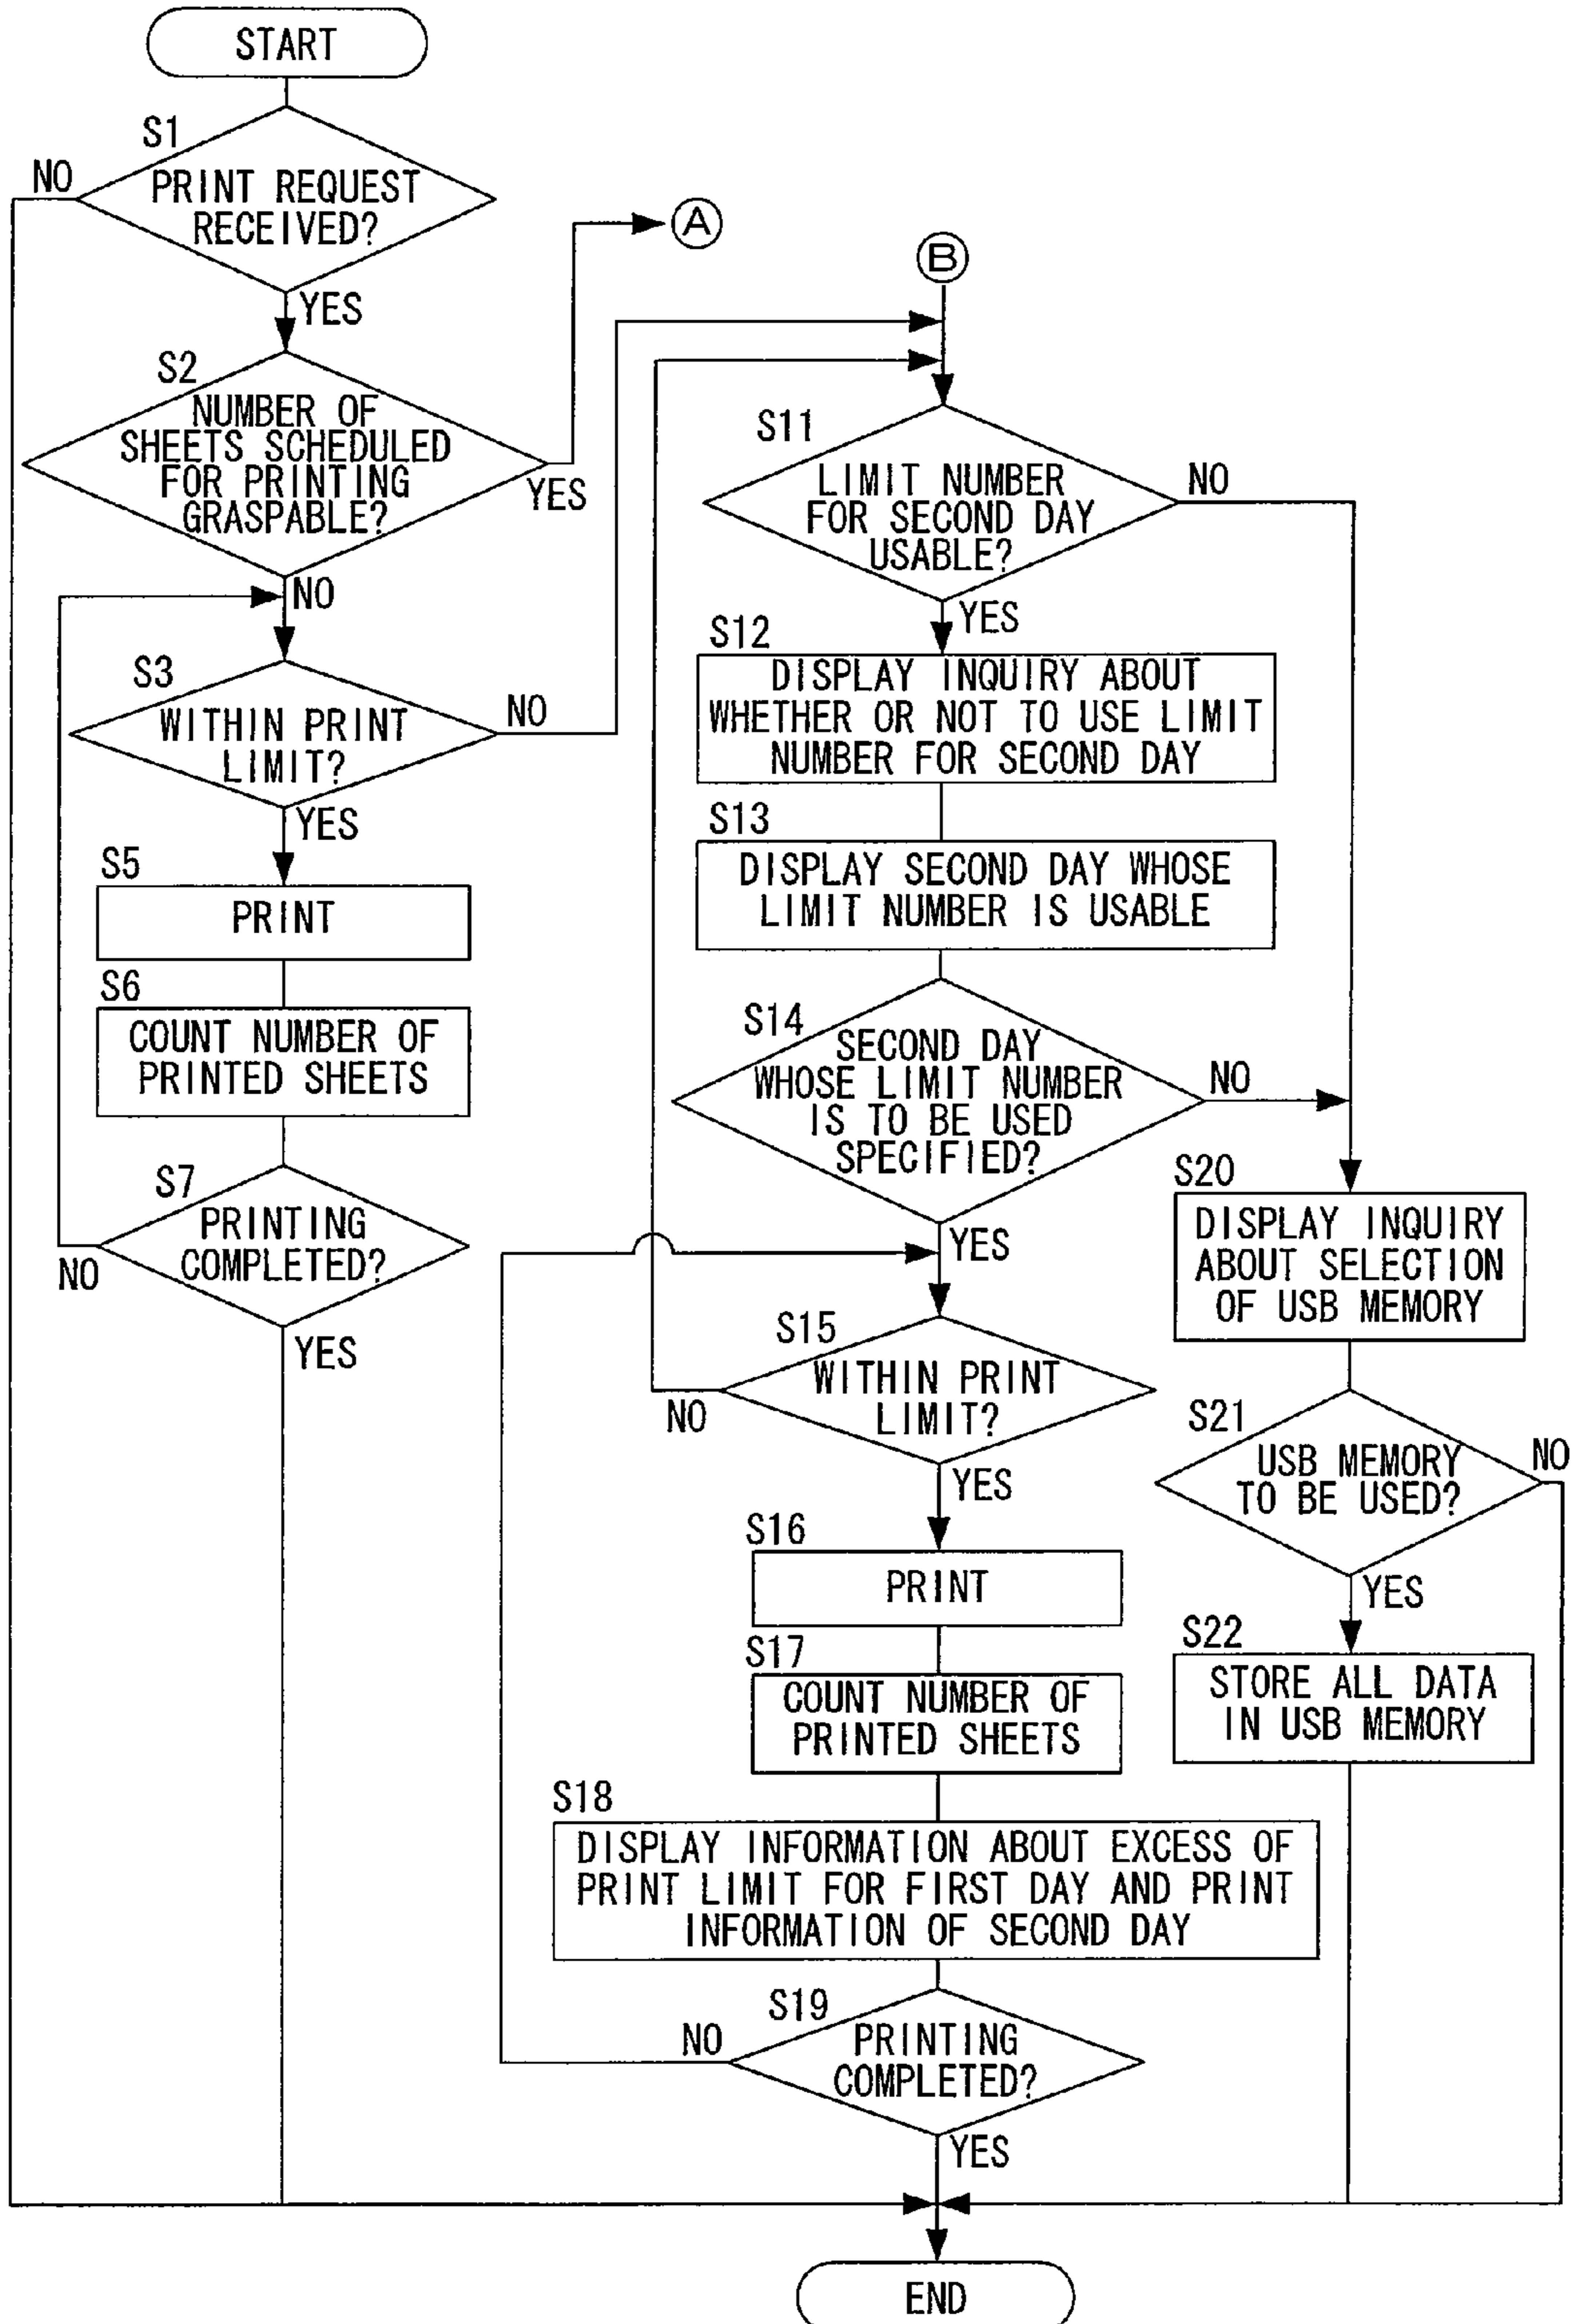 START
S1
NO
PRINT REQUEST
RECEIVED?
YES
A
S2
NUMBER OF
SHEETS SCHEDULED
FOR PRINTING
GRASPABLE?
YES
NO
S3
WITHIN PRINT
LIMIT?
NO
YES
S5
PRINT
S6
COUNT NUMBER OF
PRINTED SHEETS
S7
PRINTING
COMPLETED?
NO
YES
B
S11
LIMIT NUMBER
FOR SECOND DAY
USABLE?
NO
YES
S12
DISPLAY INQUIRY ABOUT
WHETHER OR NOT TO USE LIMIT
NUMBER FOR SECOND DAY
S13
DISPLAY SECOND DAY WHOSE
LIMIT NUMBER IS USABLE
S14
SECOND DAY
WHOSE LIMIT NUMBER
IS TO BE USED
SPECIFIED?
NO
YES
S15
WITHIN PRINT
LIMIT?
NO
YES
S16
PRINT
S17
COUNT NUMBER OF
PRINTED SHEETS
S18
DISPLAY INFORMATION ABOUT EXCESS OF
PRINT LIMIT FOR FIRST DAY AND PRINT
INFORMATION OF SECOND DAY
S19
NO
PRINTING
COMPLETED?
YES
S20
DISPLAY INQUIRY
ABOUT SELECTION
OF USB MEMORY
S21
USB MEMORY
TO BE USED?
NO
YES
S22
STORE ALL DATA
IN USB MEMORY
END